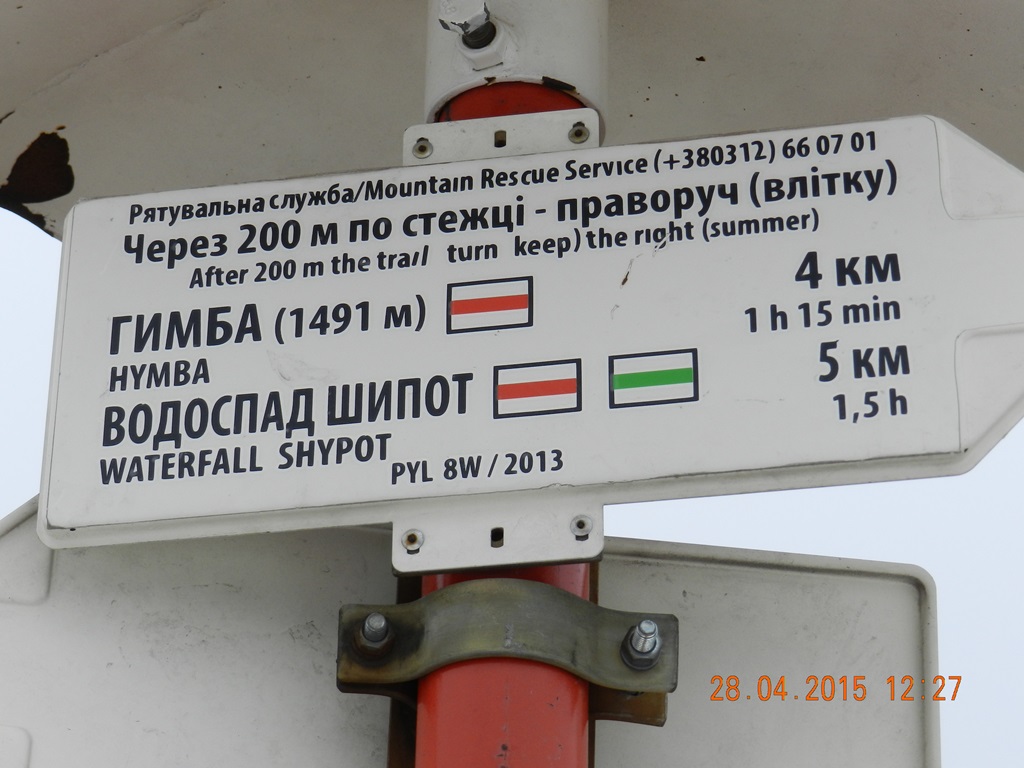 Рятувальна служба/Mountain Rescue Service (+380312) 66 07 01
Через 200 м по стежці - праворуч (влітку)
After 200 m the trail turn keep) the right (summer)
ГИМБА (1491 м) 4 км
HYMBA 1 h 15 min
ВОДОСПАД ШИПОТ 5 км
WATERFALL SHYPOT 1,5 h
PYL 8W / 2013
28.04.2015 12:27